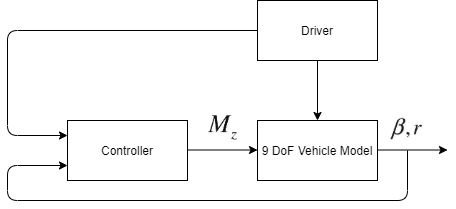 Driver
Controller
M_z
9 DoF Vehicle Model
β, r